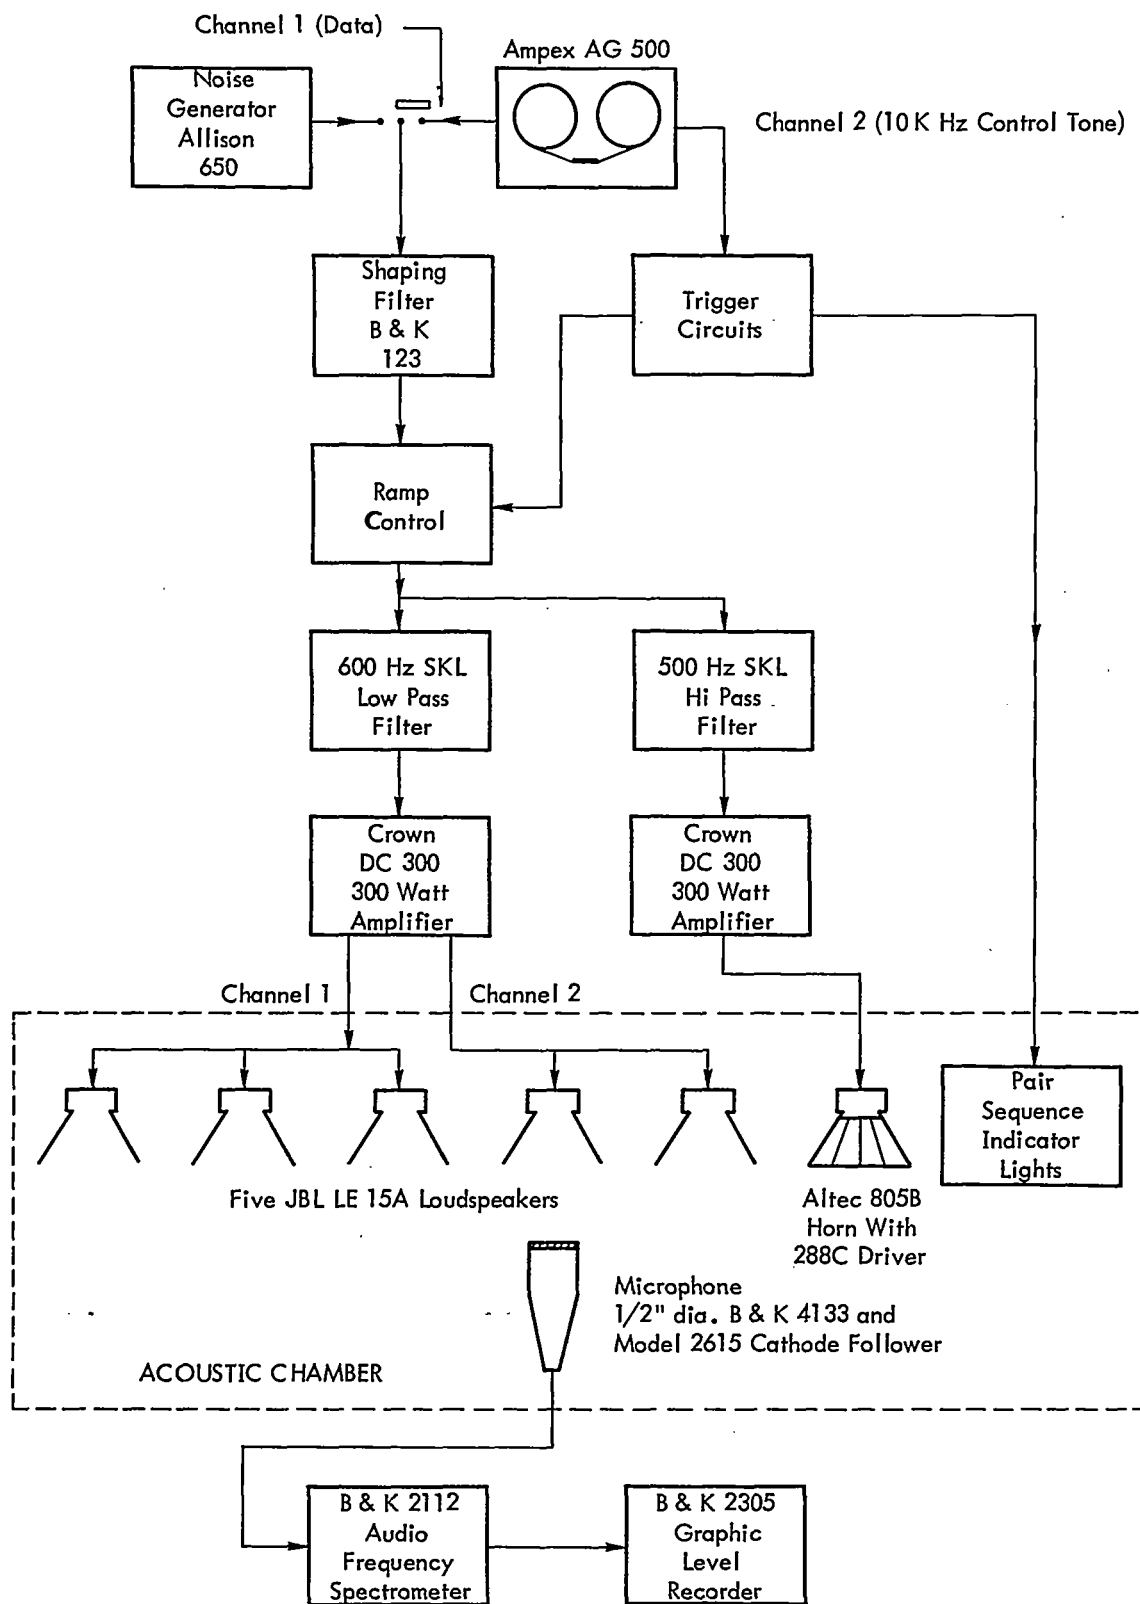 Channel 1 (Data)
Ampex AG 500
Noise
Generator
Allison
650
Channel 2 (10 K Hz Control Tone)
Shaping
Filter
B & K
123
Trigger
Circuits
Ramp
Control
600 Hz SKL
Low Pass
Filter
500 Hz SKL
Hi Pass
Filter
Crown
DC 300
300 Watt
Amplifier
Crown
DC 300
300 Watt
Amplifier
Channel 1
Channel 2
Pair
Sequence
Indicator
Lights
Five JBL LE 15A Loudspeakers
Altec 805B
Horn With
288C Driver
Microphone
1/2" dia. B & K 4133 and
Model 2615 Cathode Follower
ACOUSTIC CHAMBER
B & K 2112
Audio
Frequency
Spectrometer
B & K 2305
Graphic
Level
Recorder